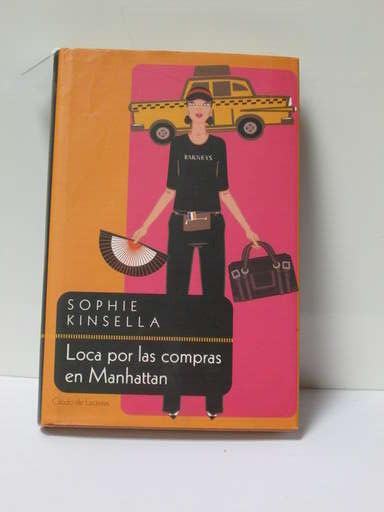 BARNEYS
SOPHIE
KINSELLA
Loca por las compras
en Manhattan
Círculo de Lectores